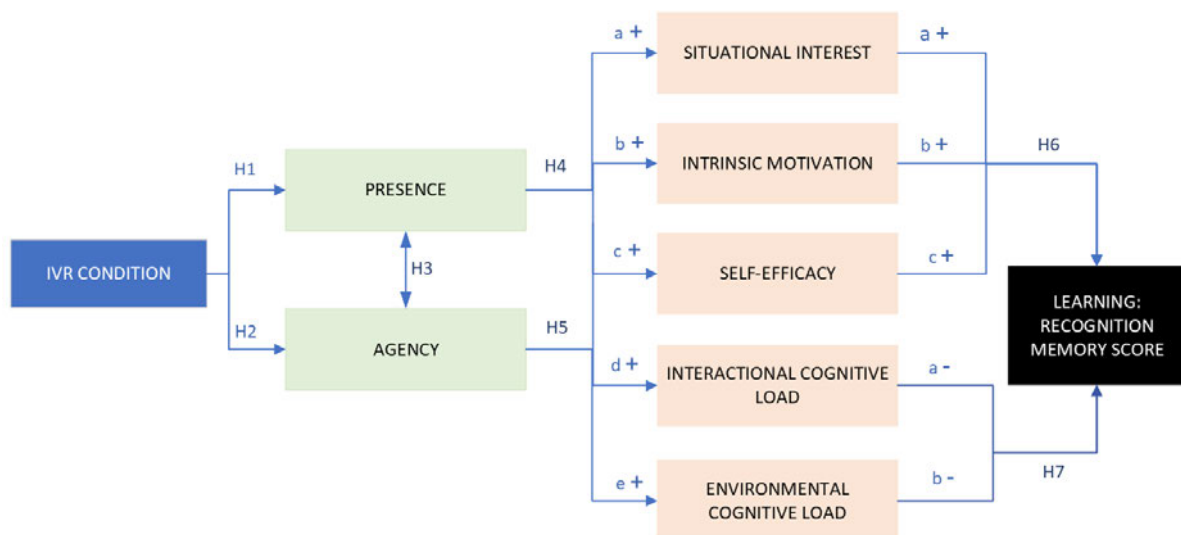 a +
SITUATIONAL INTEREST
a +
H1
PRESENCE
H4
b +
INTRINSIC MOTIVATION
b +
H6
IVR CONDITION
H3
c +
SELF-EFFICACY
c +
LEARNING:
RECOGNITION
MEMORY SCORE
H2
AGENCY
H5
d +
INTERACTIONAL COGNITIVE
LOAD
a -
e +
ENVIRONMENTAL
COGNITIVE LOAD
b -
H7